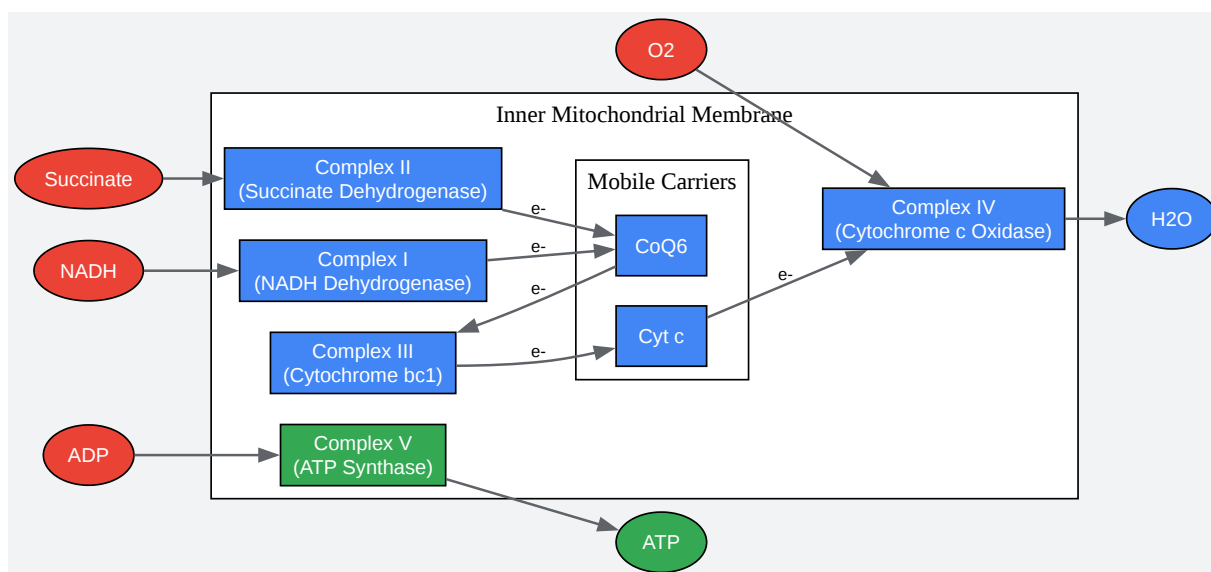 O2
Inner Mitochondrial Membrane
Succinate
Complex II
(Succinate Dehydrogenase)
e-
Mobile Carriers
CoQ6
Complex IV
(Cytochrome c Oxidase)
H2O
NADH
Complex I
(NADH Dehydrogenase)
e-
e-
e-
Complex III
(Cytochrome bc1)
e-
Cyt c
ADP
Complex V
(ATP Synthase)
ATP